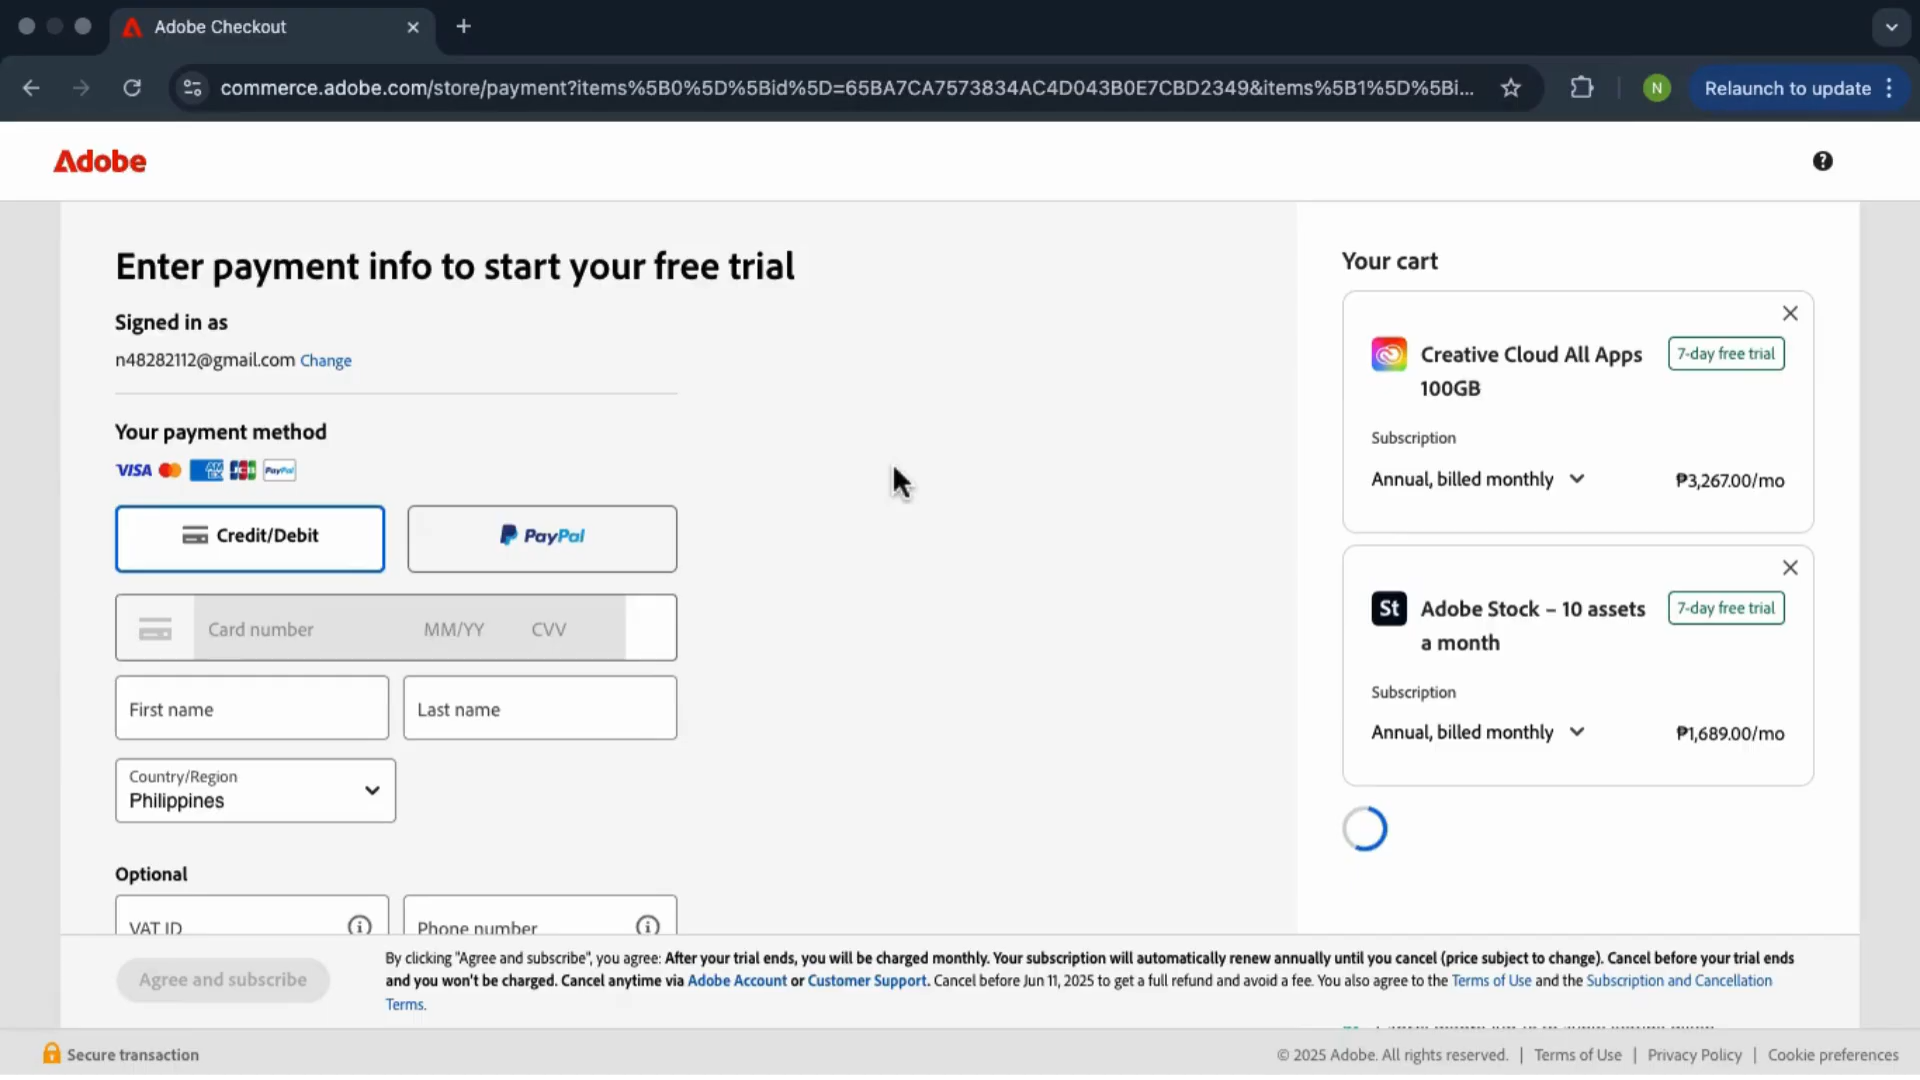 Adobe Checkout
commerce.adobe.com/store/payment?items%5B0%5D%5Bid%5D=65BA7CA7573834AC4D043B0E7CBD2349&items%5B1%5D%5Bi...
N
Relaunch to update
Adobe
Enter payment info to start your free trial
Signed in as
n48282112@gmail.com Change
Your payment method
VISA AM EX JCB PayPal
Credit/Debit
PayPal
Card number MM/YY CVV
First name
Last name
Country/Region
Philippines
Optional
VAT ID
Phone number
Your cart
Creative Cloud All Apps
100GB
7-day free trial
Subscription
Annual, billed monthly
₱3,267.00/mo
St
Adobe Stock – 10 assets
a month
7-day free trial
Subscription
Annual, billed monthly
₱1,689.00/mo
Agree and subscribe
By clicking "Agree and subscribe", you agree: After your trial ends, you will be charged monthly. Your subscription will automatically renew annually until you cancel (price subject to change). Cancel before your trial ends
and you won't be charged. Cancel anytime via Adobe Account or Customer Support. Cancel before Jun 11, 2025 to get a full refund and avoid a fee. You also agree to the Terms of Use and the Subscription and Cancellation
Terms.
Secure transaction
© 2025 Adobe. All rights reserved. | Terms of Use | Privacy Policy | Cookie preferences